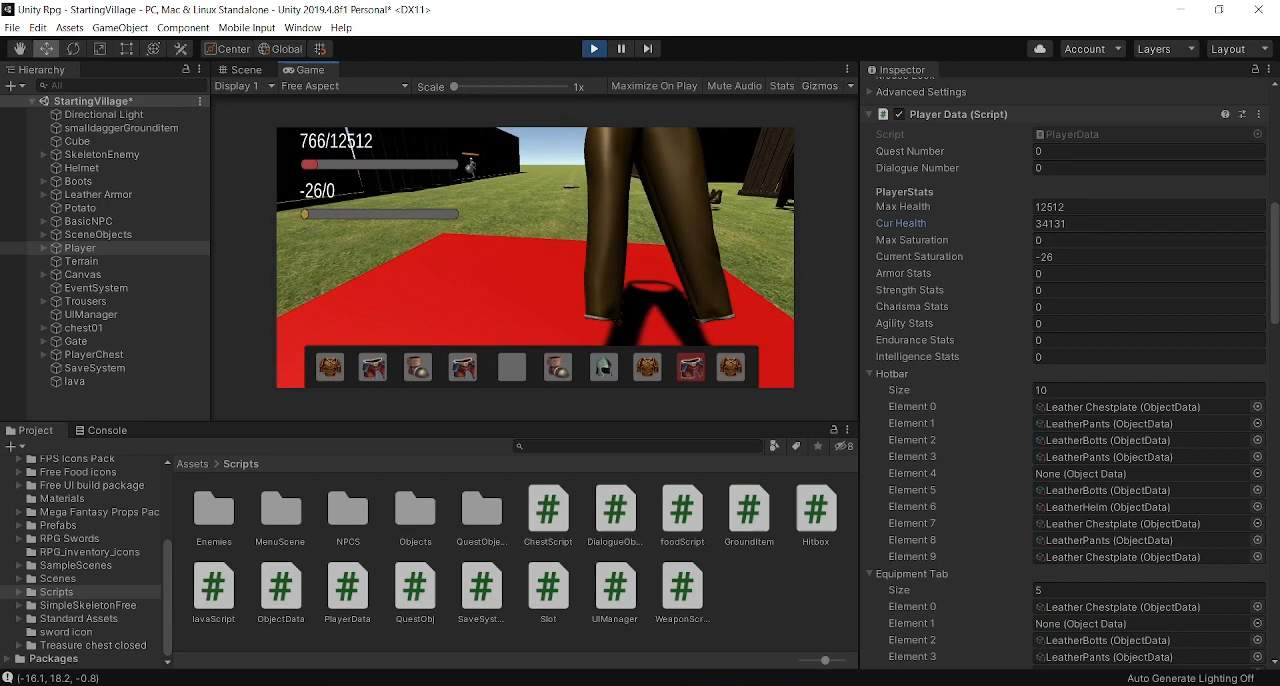 Unity Rpg - StartingVillage - PC, Mac & Linux Standalone - Unity 2019.4.8f1 Personal* <DX11>
File Edit Assets GameObject Component Mobile Input Window Help
Center Global Account Layers Layout
Hierarchy
All
StartingVillage*
Directional Light
smalldaggerGrounditem
Cube
SkeletonEnemy
Helmet
Boots
Leather Armor
Potato
BasicNPC
SceneObjects
Player
Terrain
Canvas
EventSystem
Trousers
UIManager
chest01
Gate
PlayerChest
SaveSystem
lava
Scene Game
Display 1 Free Aspect Scale 1x Maximize On Play Mute Audio Stats Gizmos
766/12512
-26/0
Inspector
Mouse Look
Advanced Settings
Player Data (Script)
Script PlayerData
Quest Number 0
Dialogue Number 0
PlayerStats
Max Health 12512
Cur Health 34131
Max Saturation 0
Current Saturation -26
Armor Stats 0
Strength Stats 0
Charisma Stats 0
Agility Stats 0
Endurance Stats 0
Intelligence Stats 0
Hotbar
Size 10
Element 0 Leather Chestplate (ObjectData)
Element 1 LeatherPants (ObjectData)
Element 2 LeatherBotts (ObjectData)
Element 3 LeatherPants (ObjectData)
Element 4 None (Object Data)
Element 5 LeatherBotts (ObjectData)
Element 6 LeatherHelm (ObjectData)
Element 7 Leather Chestplate (ObjectData)
Element 8 LeatherPants (ObjectData)
Element 9 Leather Chestplate (ObjectData)
Equipment Tab
Size 5
Element 0 Leather Chestplate (ObjectData)
Element 1 None (Object Data)
Element 2 LeatherBotts (ObjectData)
Element 3 LeatherPants (ObjectData)
Project Console
8
FPS Icons Pack
Free Food icons
Free UI build package
Materials
Mega Fantasy Props Pac
Prefabs
RPG Swords
RPG_inventory_icons
SampleScenes
Scenes
Scripts
SimpleSkeletonFree
Standard Assets
sword icon
Treasure chest closed
Packages
Assets > Scripts
Enemies MenuScene NPCS Objects QuestObje... ChestScript DialogueOb... foodScript GroundItem Hitbox
lavaScript ObjectData PlayerData QuestObj SaveSyst... Slot UIManager WeaponScr...
(-16.1, 18.2, -0.8)
Auto Generate Lighting Off